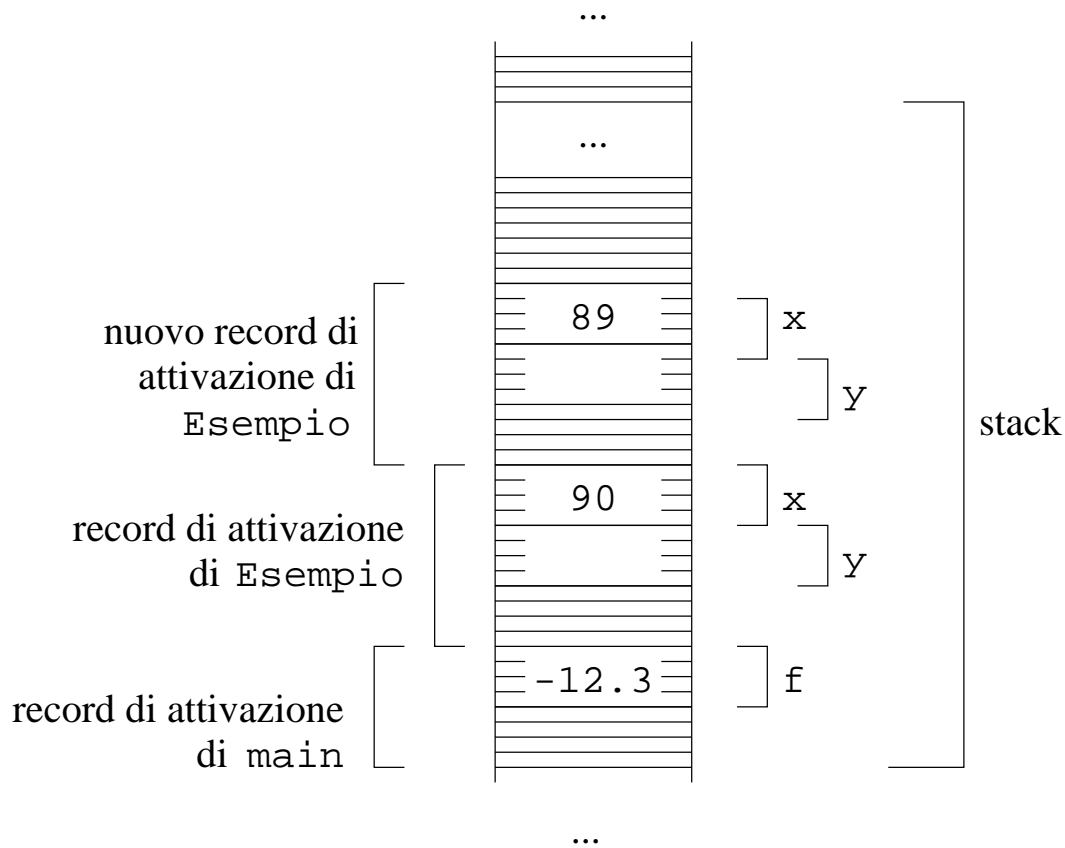 ...
...
nuovo record di
attivazione di
Esempio
89
x
y
stack
record di attivazione
di Esempio
90
x
y
record di attivazione
di main
-12.3
f
...